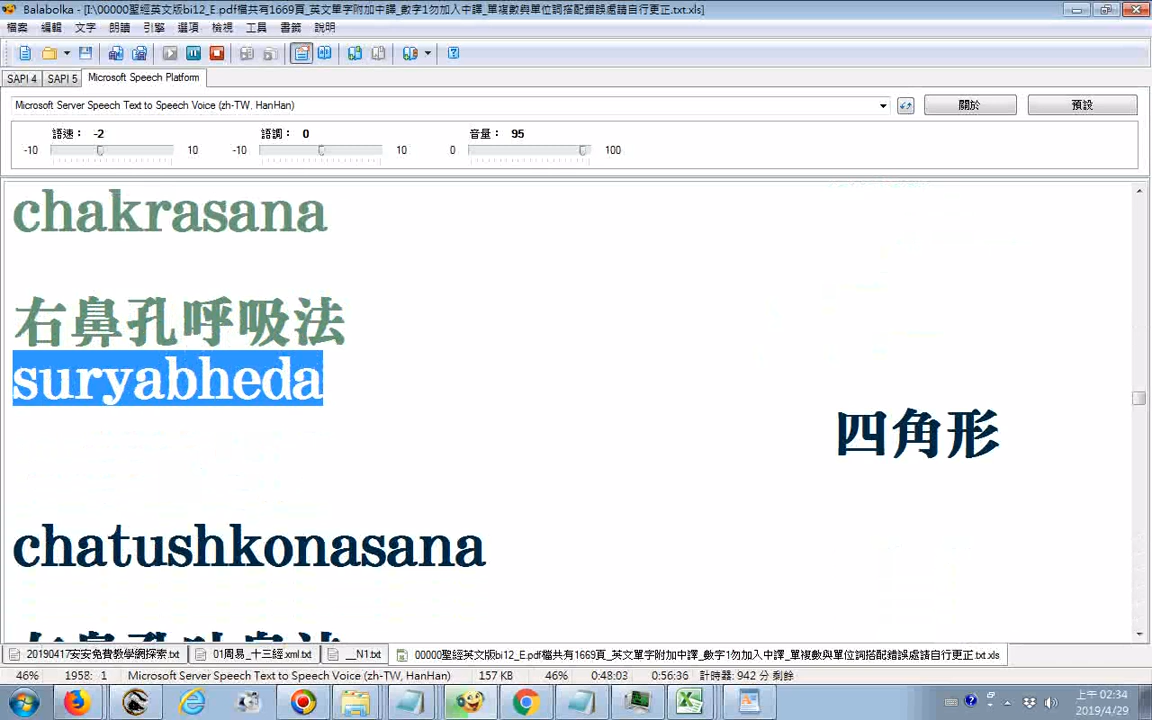 Balabolka - [I:\00000聖經英文版bi12_E.pdf檔共有1669頁_英文單字附加中譯_數字1勿加入中譯_單複數與單位詞搭配錯誤處請自行更正.txt.xls]
檔案 編輯 文字 朗讀 引擎 選項 檢視 工具 書籤 說明
SAPI 4 SAPI 5 Microsoft Speech Platform
Microsoft Server Speech Text to Speech Voice (zh-TW, HanHan) 關於 預設
語速： -2 語調： 0 音量： 95
-10 10 -10 10 0 100
chakrasana
右鼻孔呼吸法
suryabheda
四角形
chatushkonasana
20190417安安免費教學網探索.txt 01周易_十三經.xml.txt __N1.txt 00000聖經英文版bi12_E.pdf檔共有1669頁_英文單字附加中譯_數字1勿加入中譯_單複數與單位詞搭配錯誤處請自行更正.txt.xls
46% 1958: 1 Microsoft Server Speech Text to Speech Voice (zh-TW, HanHan) 157 KB 46% 0:48:03 0:56:36 計時器: 942 分 剩餘
上午 02:34
2019/4/29